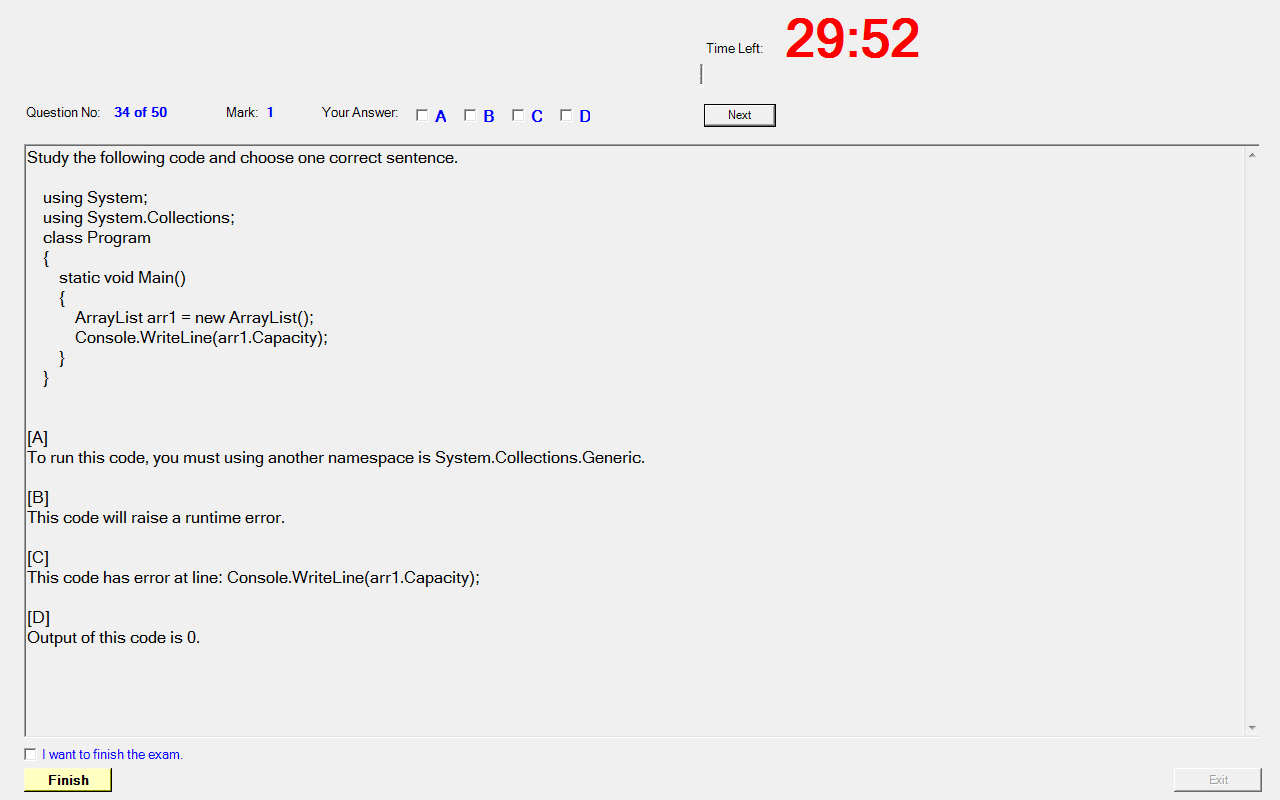 Time Left: 29:52
Question No: 34 of 50 Mark: 1 Your Answer: A B C D Next
Study the following code and choose one correct sentence.
using System;
using System.Collections;
class Program
{
static void Main()
{
ArrayList arr1 = new ArrayList();
Console.WriteLine(arr1.Capacity);
}
}
[A]
To run this code, you must using another namespace is System.Collections.Generic.
[B]
This code will raise a runtime error.
[C]
This code has error at line: Console.WriteLine(arr1.Capacity);
[D]
Output of this code is 0.
I want to finish the exam.
Finish Exit